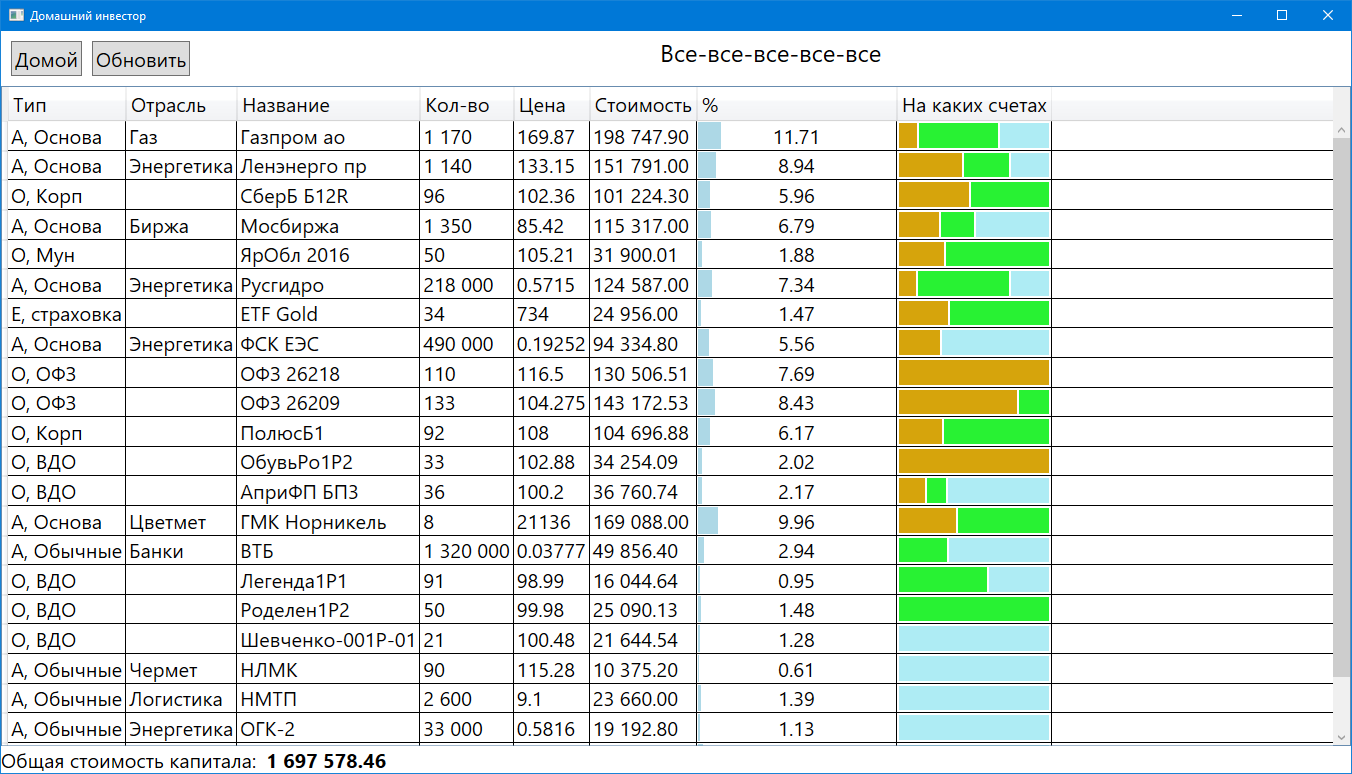 Домашний инвестор
Домой Обновить Все-все-все-все-все
Тип Отрасль Название Кол-во Цена Стоимость % На каких счетах
А, Основа Газ Газпром ао 1 170 169.87 198 747.90 11.71
А, Основа Энергетика Ленэнерго пр 1 140 133.15 151 791.00 8.94
О, Корп СберБ Б12R 96 102.36 101 224.30 5.96
А, Основа Биржа Мосбиржа 1 350 85.42 115 317.00 6.79
О, Мун ЯрОбл 2016 50 105.21 31 900.01 1.88
А, Основа Энергетика Русгидро 218 000 0.5715 124 587.00 7.34
Е, страховка ETF Gold 34 734 24 956.00 1.47
А, Основа Энергетика ФСК ЕЭС 490 000 0.19252 94 334.80 5.56
О, ОФЗ ОФЗ 26218 110 116.5 130 506.51 7.69
О, ОФЗ ОФЗ 26209 133 104.275 143 172.53 8.43
О, Корп ПолюсБ1 92 108 104 696.88 6.17
О, ВДО ОбувьРо1P2 33 102.88 34 254.09 2.02
О, ВДО АприФП БП3 36 100.2 36 760.74 2.17
А, Основа Цветмет ГМК Норникель 8 21136 169 088.00 9.96
А, Обычные Банки ВТБ 1 320 000 0.03777 49 856.40 2.94
О, ВДО Легенда1P1 91 98.99 16 044.64 0.95
О, ВДО Роделен1P2 50 99.98 25 090.13 1.48
О, ВДО Шевченко-001P-01 21 100.48 21 644.54 1.28
А, Обычные Чермет НЛМК 90 115.28 10 375.20 0.61
А, Обычные Логистика НМТП 2 600 9.1 23 660.00 1.39
А, Обычные Энергетика ОГК-2 33 000 0.5816 19 192.80 1.13
Общая стоимость капитала: 1 697 578.46